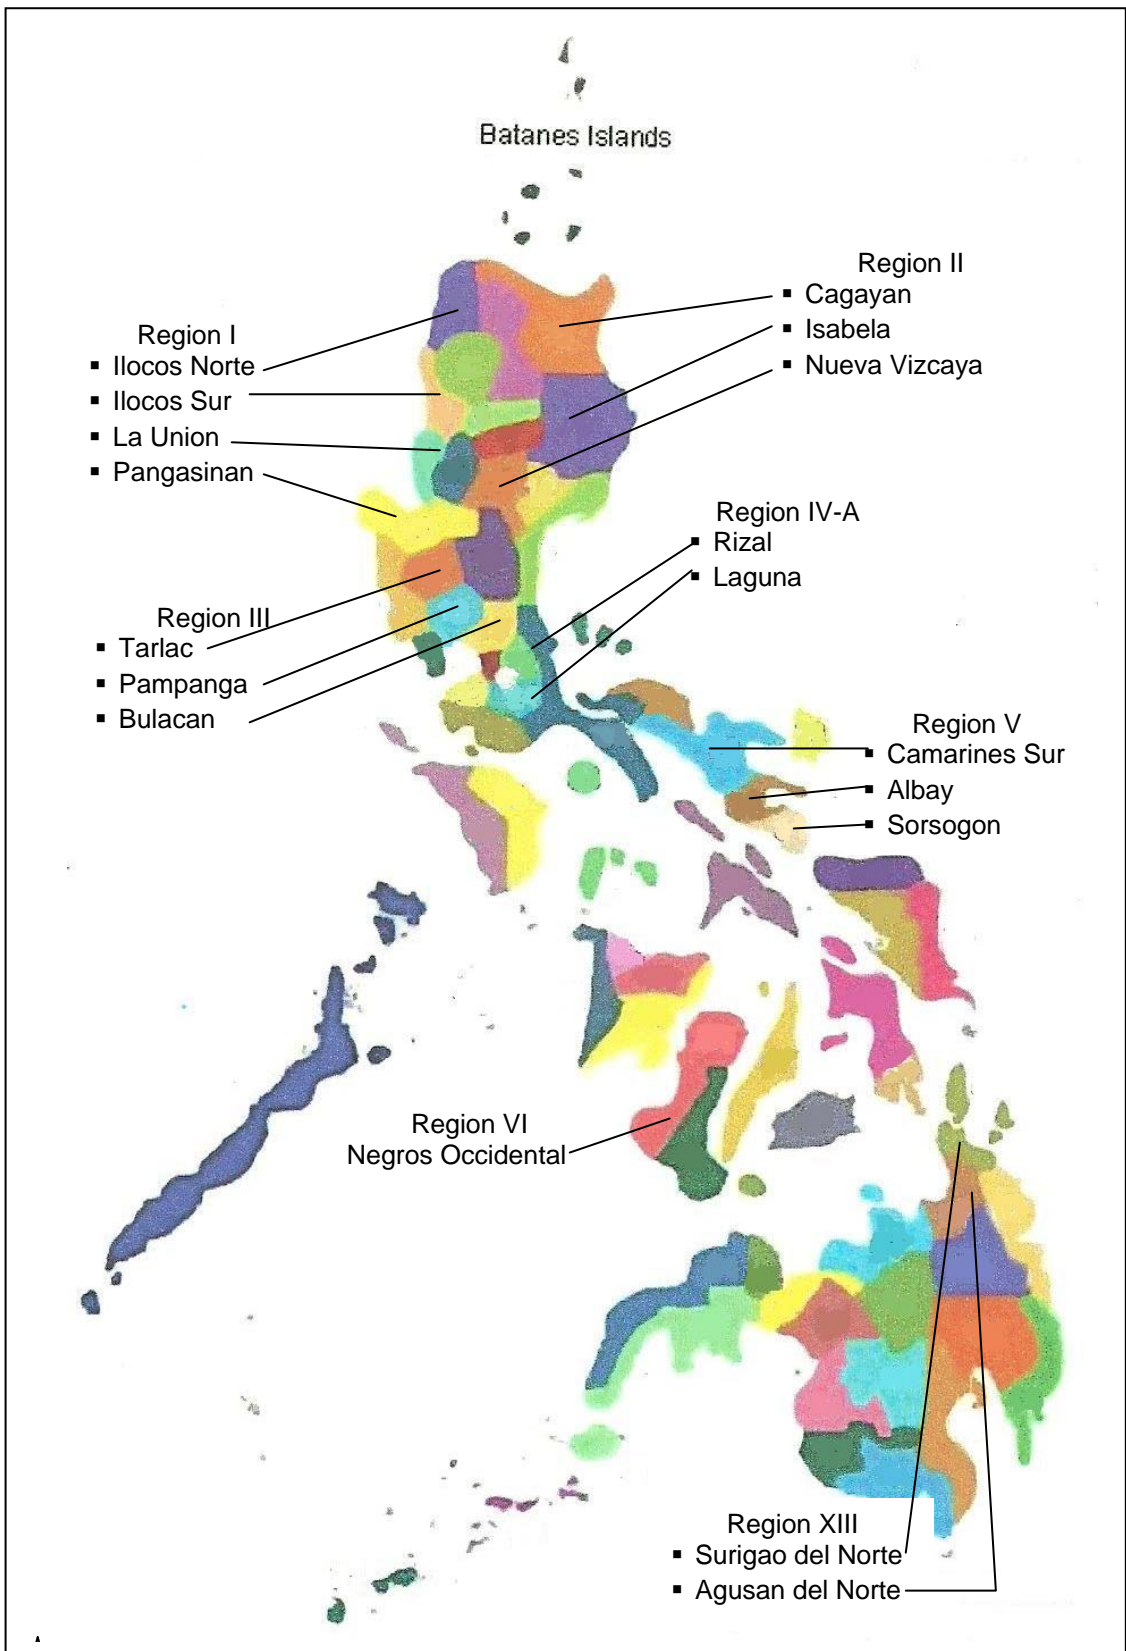 Batanes Islands
Region II
▪ Cagayan
▪ Isabela
▪ Nueva Vizcaya
Region I
▪ Ilocos Norte
▪ Ilocos Sur
▪ La Union
▪ Pangasinan
Region IV-A
▪ Rizal
▪ Laguna
Region III
▪ Tarlac
▪ Pampanga
▪ Bulacan
Region V
▪ Camarines Sur
▪ Albay
▪ Sorsogon
Region VI
Negros Occidental
Region XIII
▪ Surigao del Norte
▪ Agusan del Norte